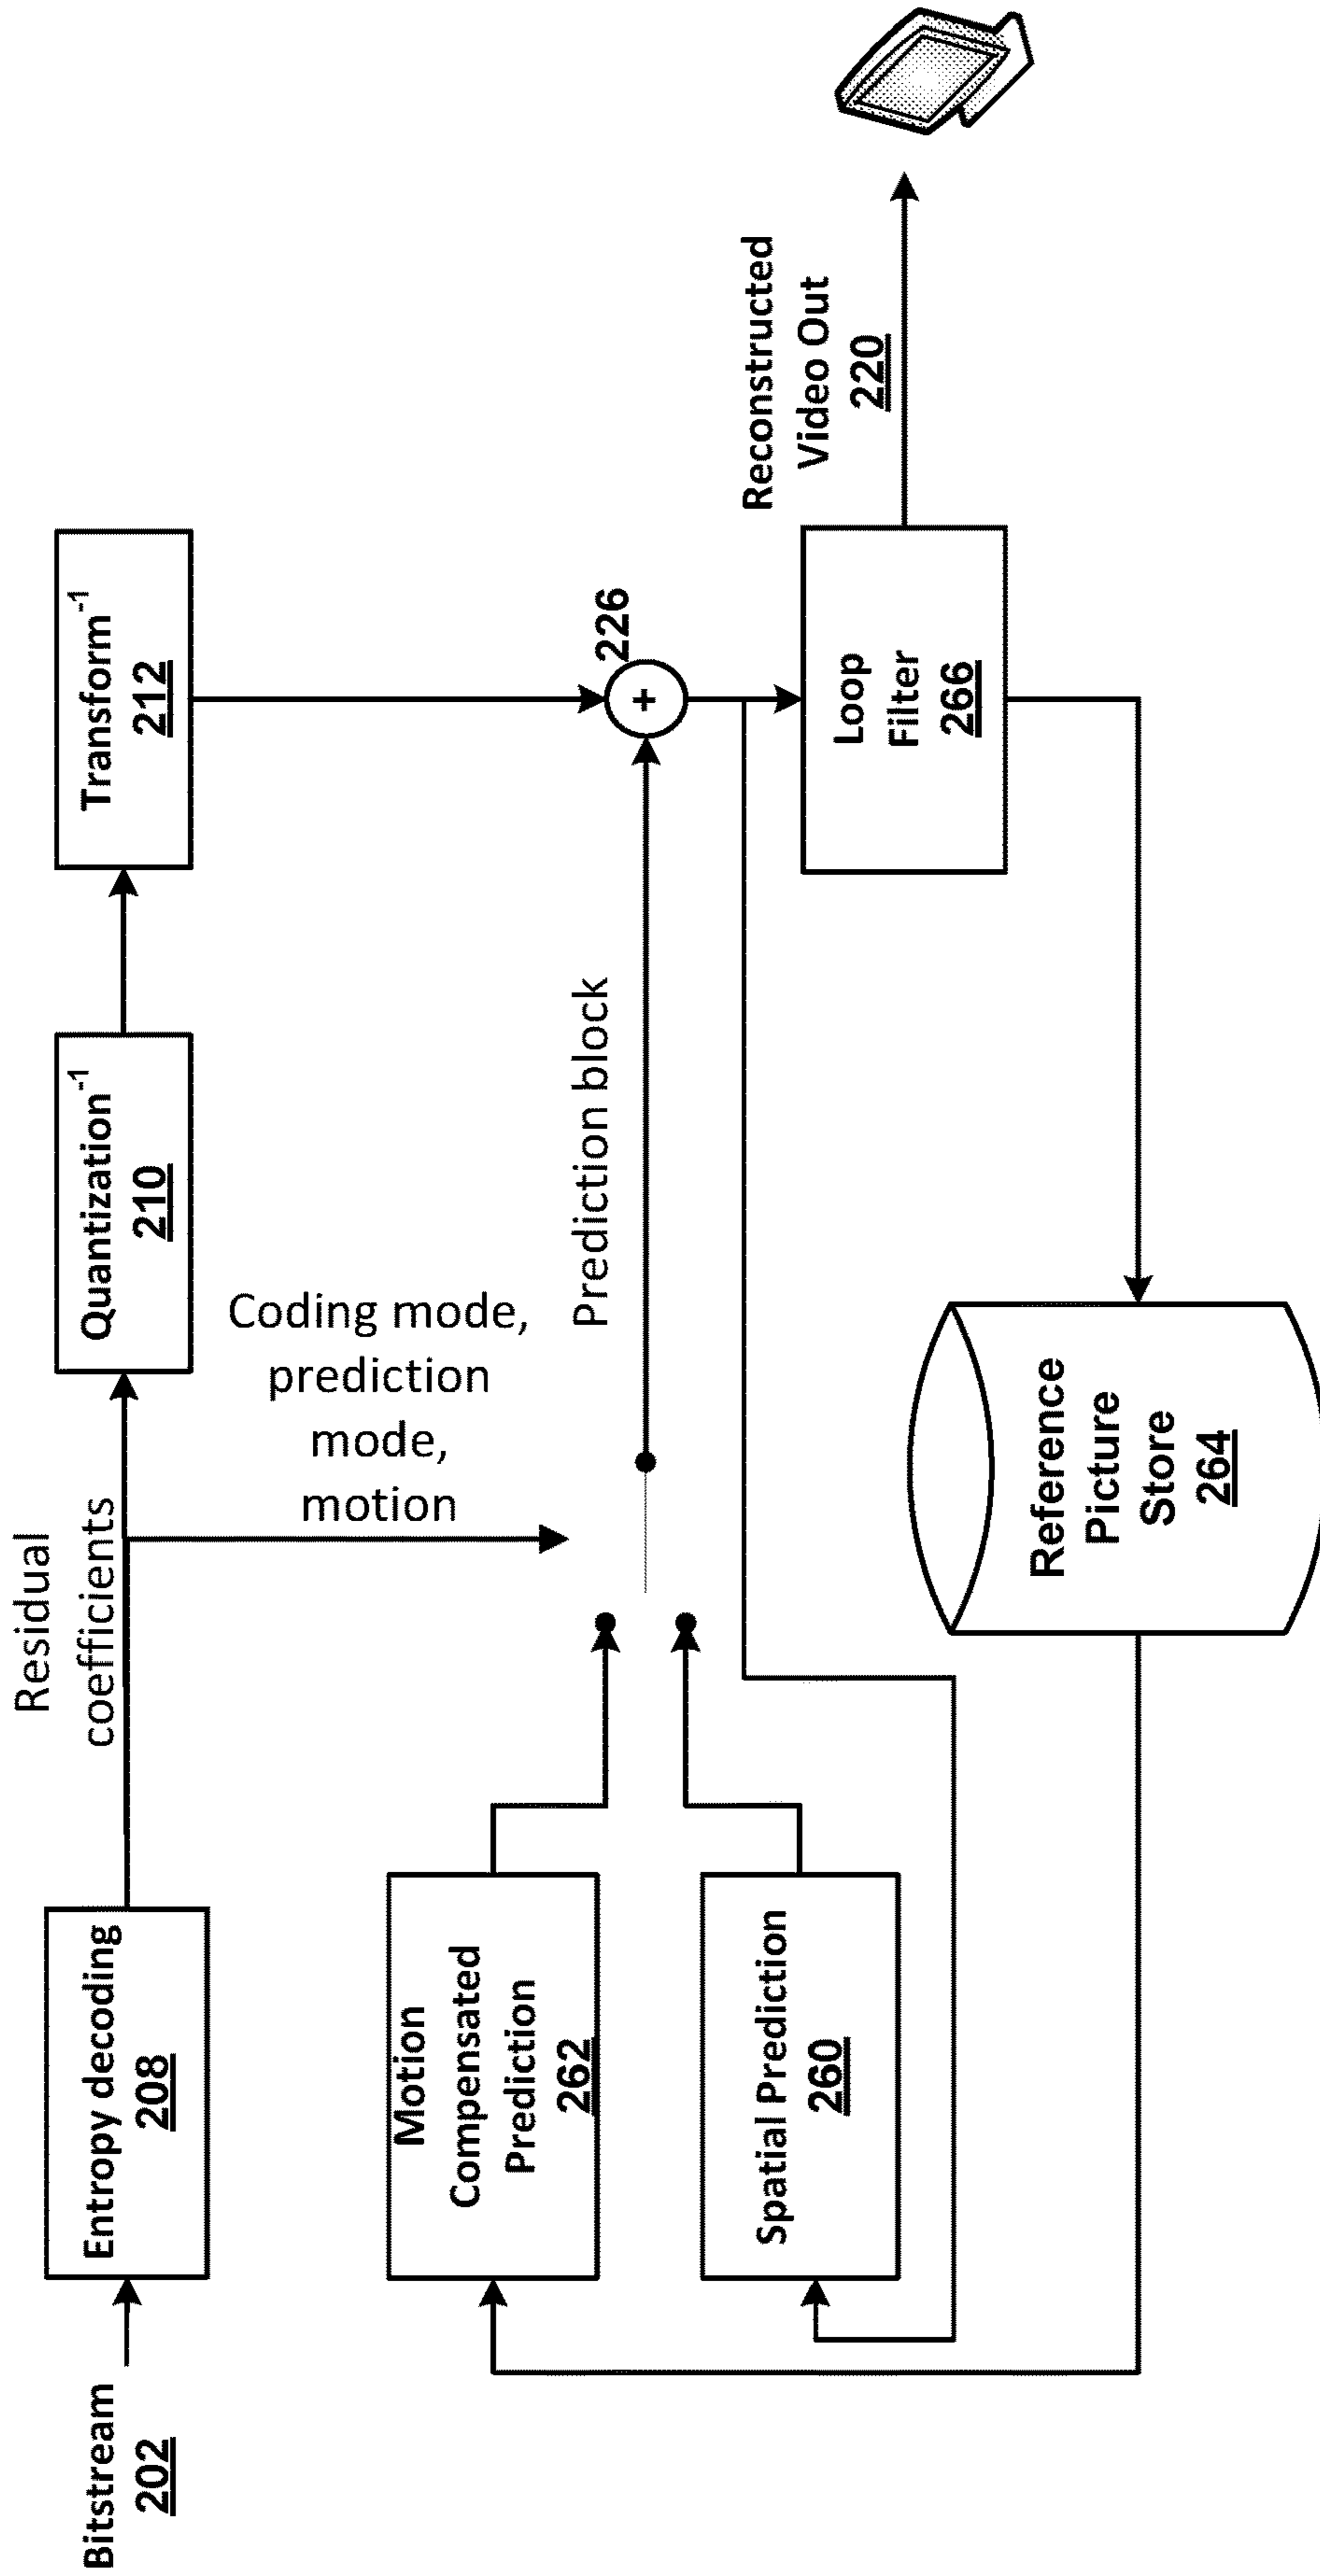 Bitstream
202
Entropy decoding
208
Residual
coefficients
Quantization-1
210
Transform-1
212
Coding mode,
prediction
mode,
motion
Motion
Compensated
Prediction
262
Spatial Prediction
260
Prediction block
226
+
Loop
Filter
266
Reconstructed
Video Out
220
Reference
Picture
Store
264